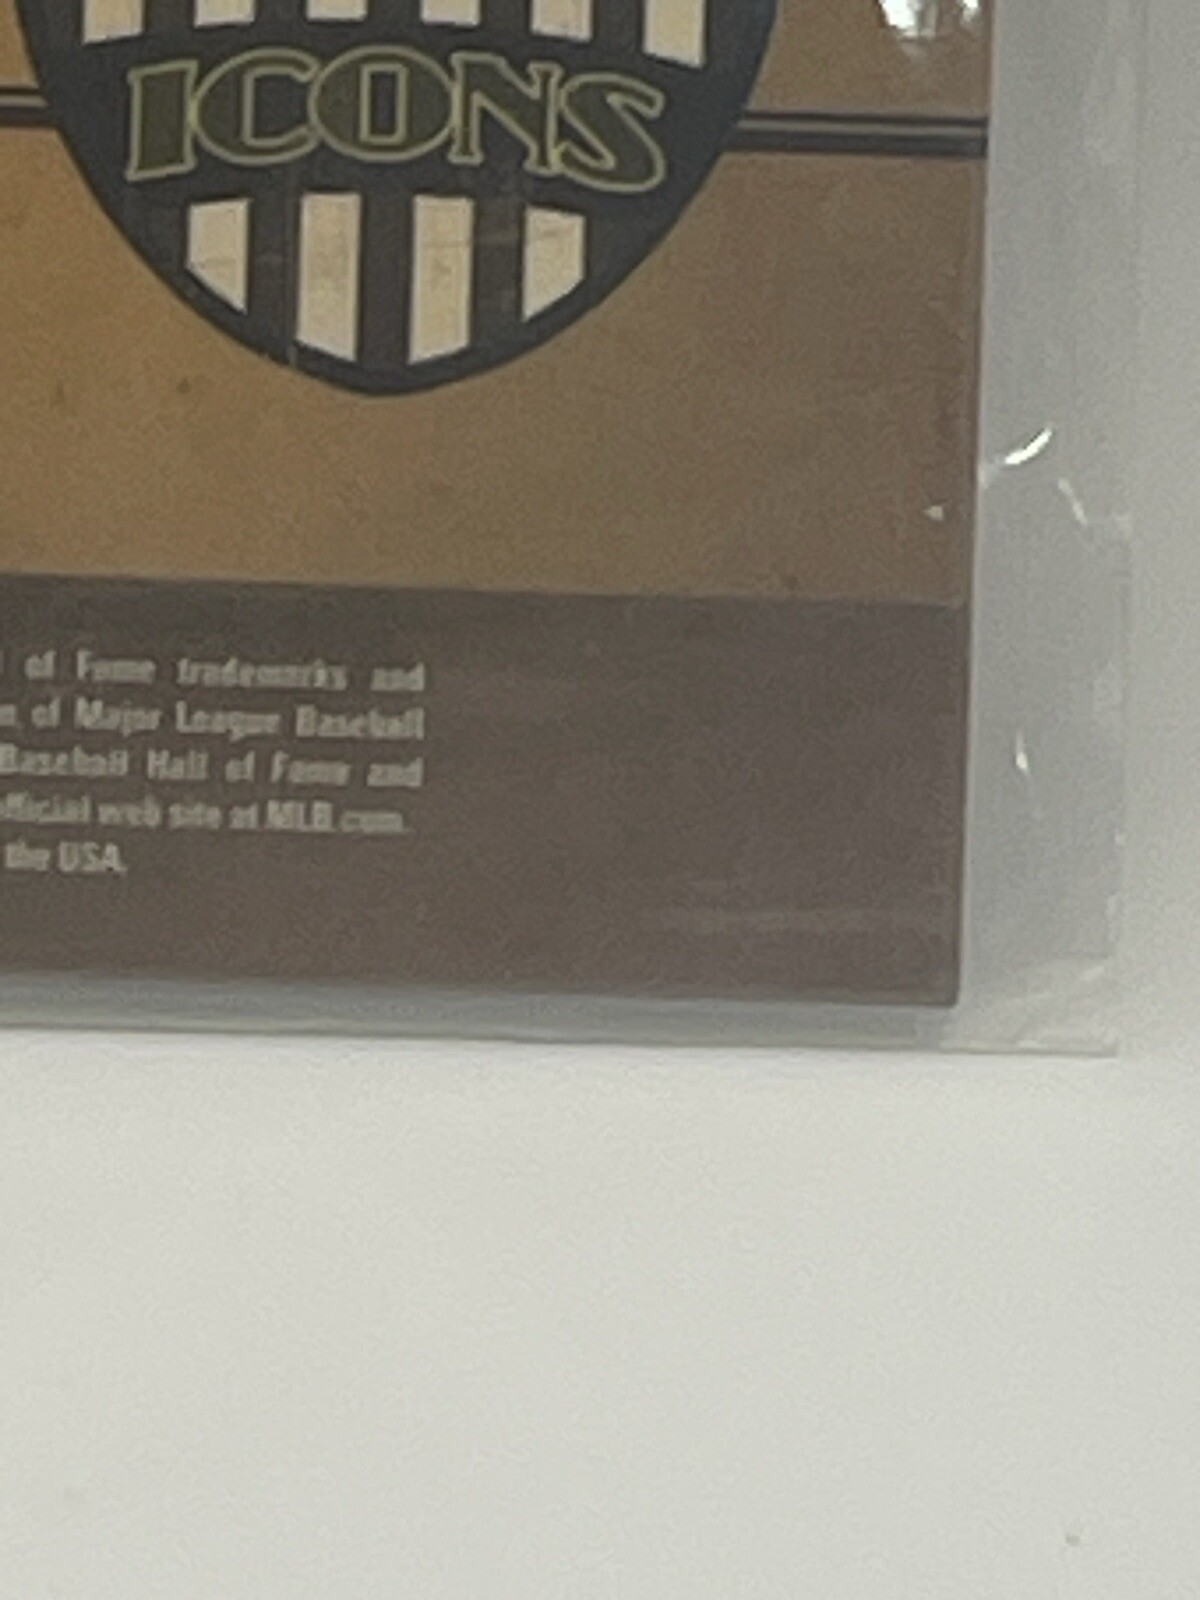 ICONS
of Fame trademarks and
of Major League Baseball
Baseball Hall of Fame and
official web site at MLB.com.
the USA.